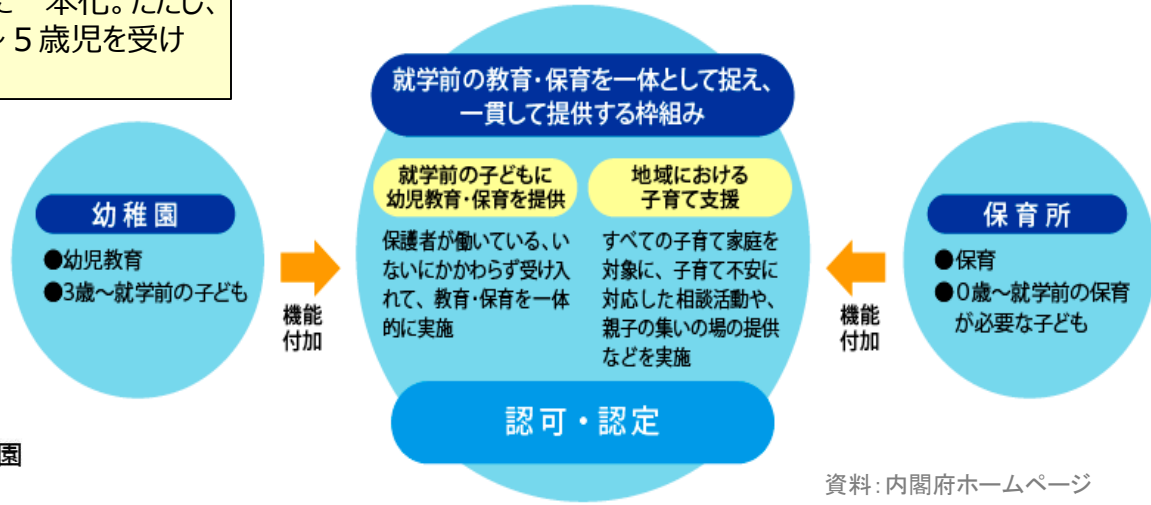 に一本化。ただし、
５歳児を受け
就学前の教育・保育を一体として捉え、
一貫して提供する枠組み
就学前の子どもに
幼児教育・保育を提供
保護者が働いている、い
ないにかかわらず受け入
れて、教育・保育を一体
的に実施
地域における
子育て支援
すべての子育て家庭を
対象に、子育て不安に
対応した相談活動や、
親子の集いの場の提供
などを実施
認可・認定
幼稚園
●幼児教育
●3歳～就学前の子ども
機能
付加
機能
付加
保育所
●保育
●０歳～就学前の保育
が必要な子ども
園
資料：内閣府ホームページ